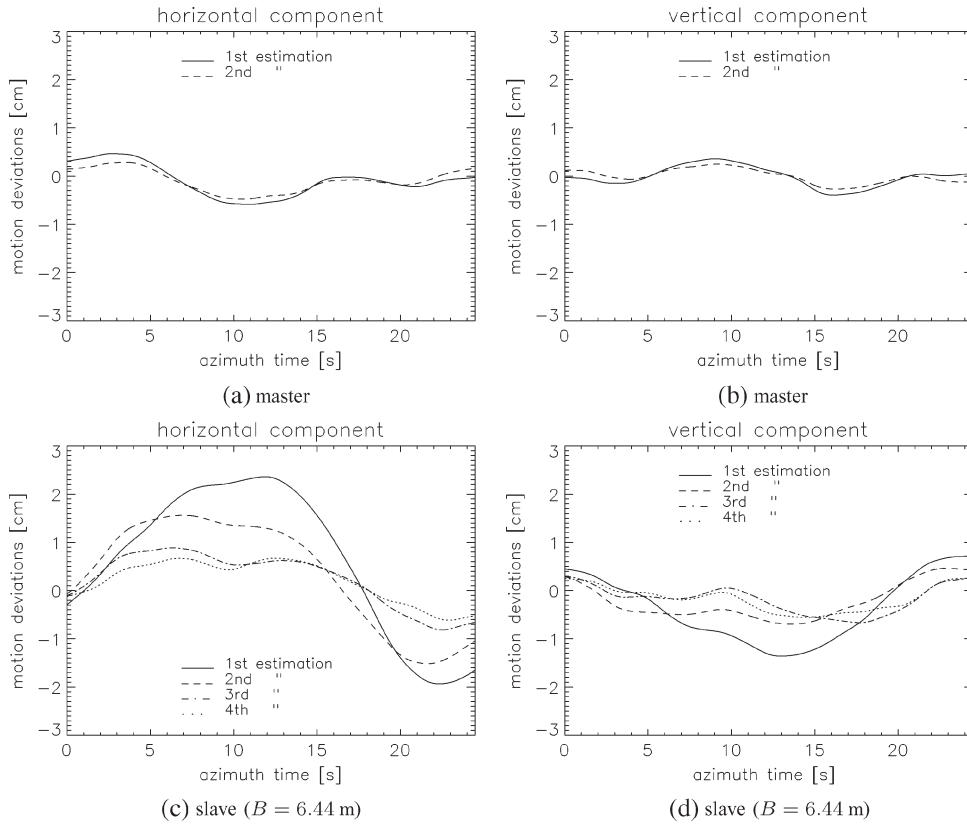 horizontal component
3
2
1
0
−1
−2
−3
0 5 10 15 20
motion deviations [cm]
azimuth time [s]
1st estimation
2nd "
(a) master
vertical component
3
2
1
0
−1
−2
−3
0 5 10 15 20
motion deviations [cm]
azimuth time [s]
1st estimation
2nd "
(b) master
horizontal component
3
2
1
0
−1
−2
−3
0 5 10 15 20
motion deviations [cm]
azimuth time [s]
1st estimation
2nd "
3rd "
4th "
(c) slave (B = 6.44 m)
vertical component
3
2
1
0
−1
−2
−3
0 5 10 15 20
motion deviations [cm]
azimuth time [s]
1st estimation
2nd "
3rd "
4th "
(d) slave (B = 6.44 m)